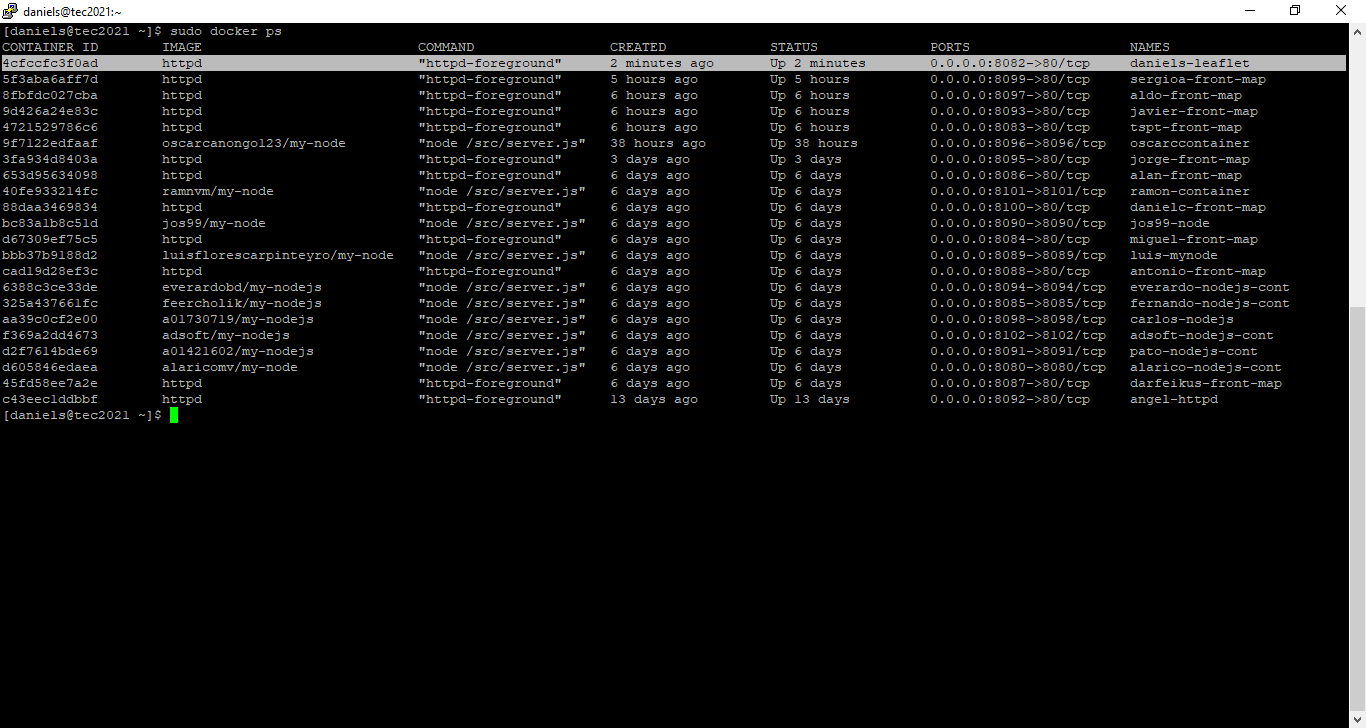 daniels@tec2021:~
[daniels@tec2021 ~]$ sudo docker ps
CONTAINER ID        IMAGE                         COMMAND                 CREATED             STATUS              PORTS                    NAMES
4cfccfc3f0ad        httpd                         "httpd-foreground"      2 minutes ago       Up 2 minutes        0.0.0.0:8082->80/tcp     daniels-leaflet
5f3aba6aff7d        httpd                         "httpd-foreground"      5 hours ago         Up 5 hours          0.0.0.0:8099->80/tcp     sergioa-front-map
8fbfdc027cba        httpd                         "httpd-foreground"      6 hours ago         Up 6 hours          0.0.0.0:8097->80/tcp     aldo-front-map
9d426a24e83c        httpd                         "httpd-foreground"      6 hours ago         Up 6 hours          0.0.0.0:8093->80/tcp     javier-front-map
4721529786c6        httpd                         "httpd-foreground"      6 hours ago         Up 6 hours          0.0.0.0:8083->80/tcp     tspt-front-map
9f7122edfaaf        oscarcanongo123/my-node       "node /src/server.js"   38 hours ago        Up 38 hours         0.0.0.0:8096->8096/tcp   oscarccontainer
3fa934d8403a        httpd                         "httpd-foreground"      3 days ago          Up 3 days           0.0.0.0:8095->80/tcp     jorge-front-map
653d95634098        httpd                         "httpd-foreground"      6 days ago          Up 6 days           0.0.0.0:8086->80/tcp     alan-front-map
40fe933214fc        ramnvm/my-node                "node /src/server.js"   6 days ago          Up 6 days           0.0.0.0:8101->8101/tcp   ramon-container
88daa3469834        httpd                         "httpd-foreground"      6 days ago          Up 6 days           0.0.0.0:8100->80/tcp     danielc-front-map
bc83a1b8c51d        jos99/my-node                 "node /src/server.js"   6 days ago          Up 6 days           0.0.0.0:8090->8090/tcp   jos99-node
d67309ef75c5        httpd                         "httpd-foreground"      6 days ago          Up 6 days           0.0.0.0:8084->80/tcp     miguel-front-map
bbb37b9188d2        luisflorescarpinteyro/my-node "node /src/server.js"   6 days ago          Up 6 days           0.0.0.0:8089->8089/tcp   luis-mynode
cad19d28ef3c        httpd                         "httpd-foreground"      6 days ago          Up 6 days           0.0.0.0:8088->80/tcp     antonio-front-map
6388c3ce33de        everardobd/my-nodejs          "node /src/server.js"   6 days ago          Up 6 days           0.0.0.0:8094->8094/tcp   everardo-nodejs-cont
325a437661fc        feercholik/my-nodejs          "node /src/server.js"   6 days ago          Up 6 days           0.0.0.0:8085->8085/tcp   fernando-nodejs-cont
aa39c0cf2e00        a01730719/my-nodejs           "node /src/server.js"   6 days ago          Up 6 days           0.0.0.0:8098->8098/tcp   carlos-nodejs
f369a2dd4673        adsoft/my-nodejs              "node /src/server.js"   6 days ago          Up 6 days           0.0.0.0:8102->8102/tcp   adsoft-nodejs-cont
d2f7614bde69        a01421602/my-nodejs           "node /src/server.js"   6 days ago          Up 6 days           0.0.0.0:8091->8091/tcp   pato-nodejs-cont
d605846edaea        alaricomv/my-node             "node /src/server.js"   6 days ago          Up 6 days           0.0.0.0:8080->8080/tcp   alarico-nodejs-cont
45fd58ee7a2e        httpd                         "httpd-foreground"      6 days ago          Up 6 days           0.0.0.0:8087->80/tcp     darfeikus-front-map
c43eec1ddbbf        httpd                         "httpd-foreground"      13 days ago         Up 13 days          0.0.0.0:8092->80/tcp     angel-httpd
[daniels@tec2021 ~]$